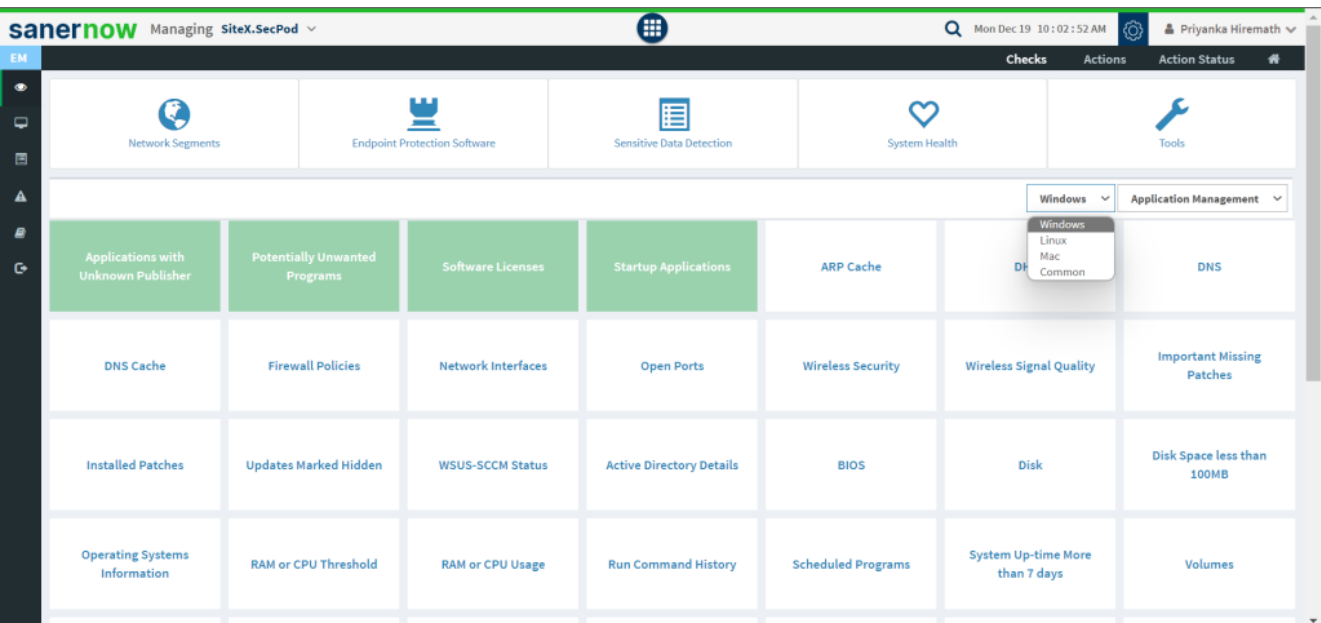 sanernow Managing SiteX.SecPod Mon Dec 19 10:02:52 AM Priyanka Hiremath
EM Checks Actions Action Status
Network Segments Endpoint Protection Software Sensitive Data Detection System Health Tools
Windows Application Management
Windows
Linux
Mac
Common
Applications with
Unknown Publisher
Potentially Unwanted
Programs
Software Licenses
Startup Applications
ARP Cache
DNS
DNS Cache
Firewall Policies
Network Interfaces
Open Ports
Wireless Security
Wireless Signal Quality
Important Missing
Patches
Installed Patches
Updates Marked Hidden
WSUS-SCCM Status
Active Directory Details
BIOS
Disk
Disk Space less than
100MB
Operating Systems
Information
RAM or CPU Threshold
RAM or CPU Usage
Run Command History
Scheduled Programs
System Up-time More
than 7 days
Volumes